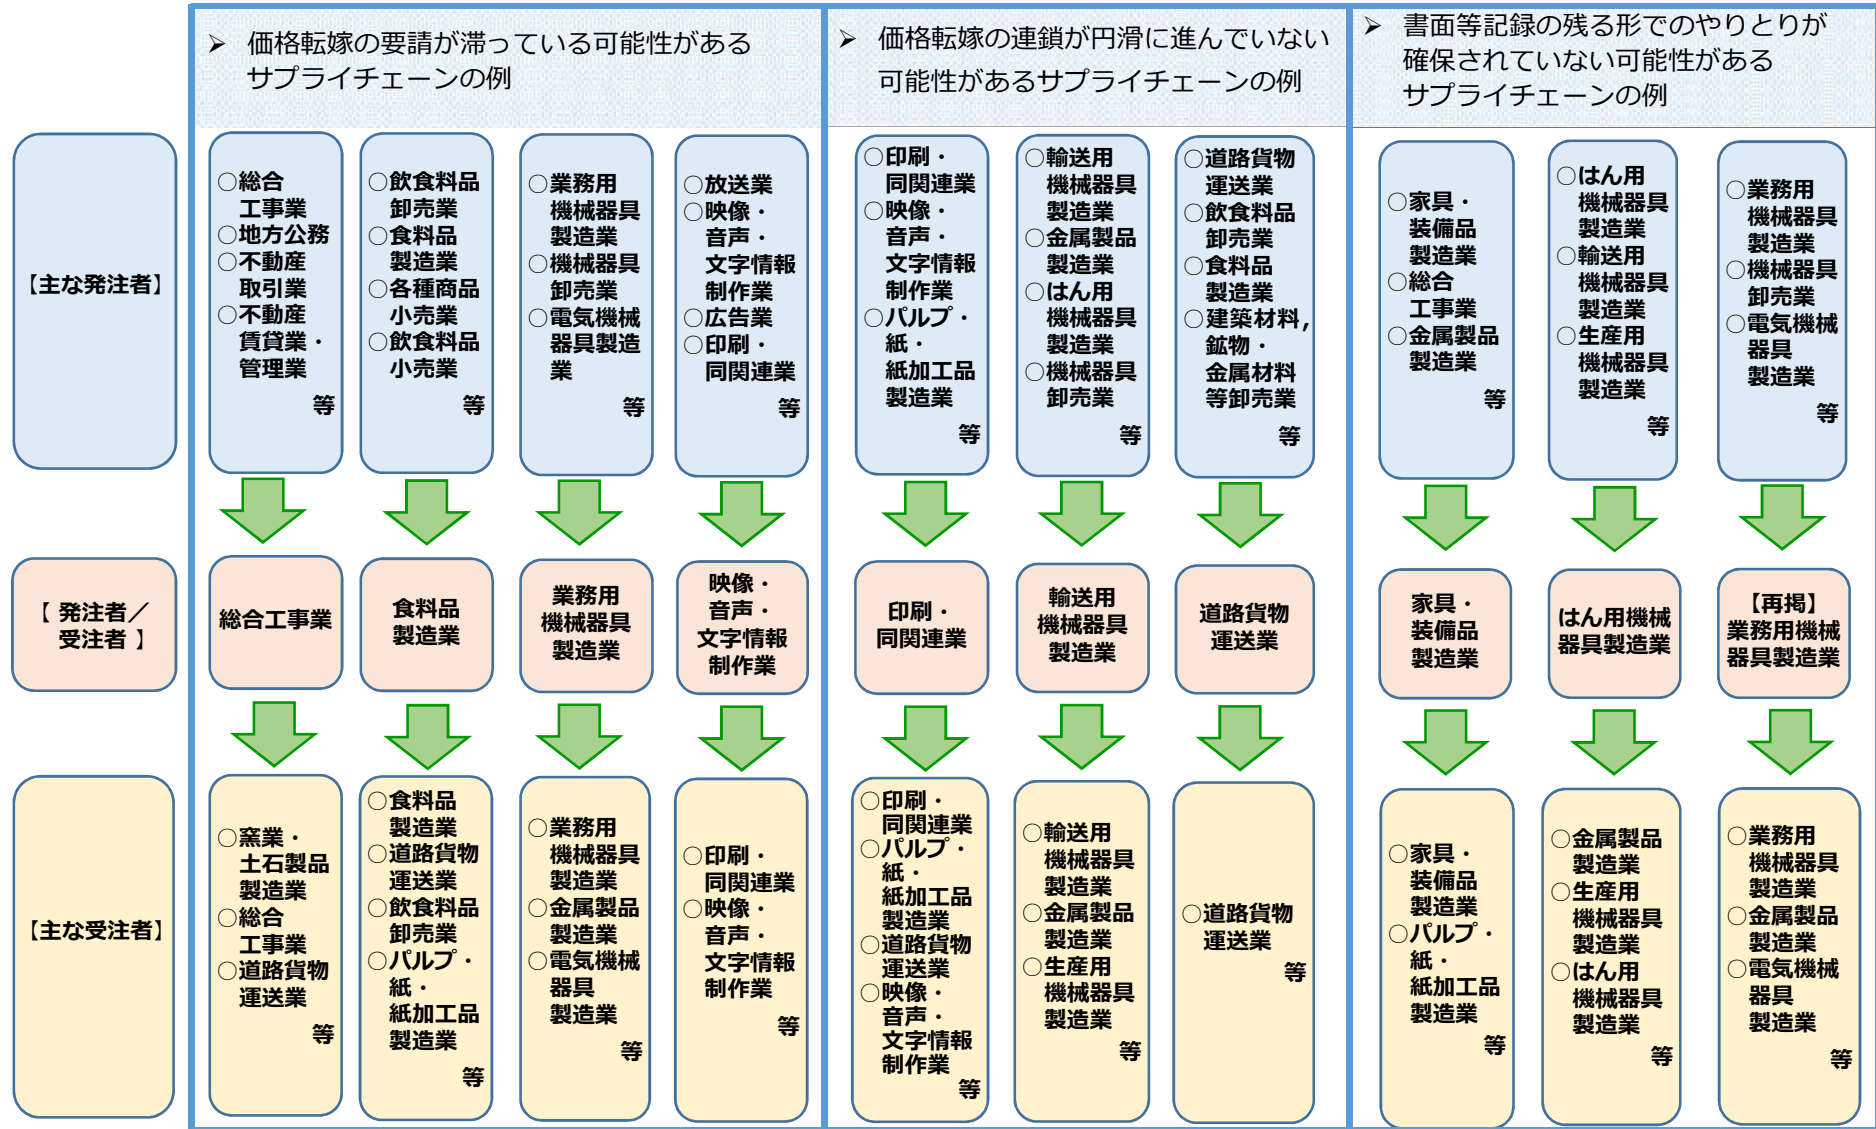 ➢ 価格転嫁の要請が滞っている可能性がある
サプライチェーンの例
➢ 価格転嫁の連鎖が円滑に進んでいない
可能性があるサプライチェーンの例
➢ 書面等記録の残る形でのやりとりが
確保されていない可能性がある
サプライチェーンの例
【主な発注者】
○総合
工事業
○地方公務
○不動産
取引業
○不動産
賃貸業・
管理業
等
○飲食料品
卸売業
○食料品
製造業
○各種商品
小売業
○飲食料品
小売業
等
○業務用
機械器具
製造業
○機械器具
卸売業
○電気機械
器具製造
業
等
○放送業
○映像・
音声・
文字情報
制作業
○広告業
○印刷・
同関連業
等
○印刷・
同関連業
○映像・
音声・
文字情報
制作業
○パルプ・
紙・
紙加工品
製造業
等
○輸送用
機械器具
製造業
○金属製品
製造業
○はん用
機械器具
製造業
○機械器具
卸売業
等
○道路貨物
運送業
○飲食料品
卸売業
○食料品
製造業
○建築材料,
鉱物・
金属材料
等卸売業
等
○家具・
装備品
製造業
○総合
工事業
○金属製品
製造業
等
○はん用
機械器具
製造業
○輸送用
機械器具
製造業
○生産用
機械器具
製造業
等
○業務用
機械器具
製造業
○機械器具
卸売業
○電気機械
器具
製造業
等
【 発注者／
受注者 】
総合工事業
食料品
製造業
業務用
機械器具
製造業
映像・
音声・
文字情報
制作業
印刷・
同関連業
輸送用
機械器具
製造業
道路貨物
運送業
家具・
装備品
製造業
はん用機械
器具製造業
【再掲】
業務用機械
器具製造業
【主な受注者】
○窯業・
土石製品
製造業
○総合
工事業
○道路貨物
運送業
等
○食料品
製造業
○道路貨物
運送業
○飲食料品
卸売業
○パルプ・
紙・
紙加工品
製造業
等
○業務用
機械器具
製造業
○金属製品
製造業
○電気機械
器具
製造業
等
○印刷・
同関連業
○映像・
音声・
文字情報
制作業
等
○印刷・
同関連業
○パルプ・
紙・
紙加工品
製造業
○道路貨物
運送業
○映像・
音声・
文字情報
制作業
等
○輸送用
機械器具
製造業
○金属製品
製造業
○生産用
機械器具
製造業
等
○道路貨物
運送業
等
○家具・
装備品
製造業
○パルプ・
紙・
紙加工品
製造業
等
○金属製品
製造業
○生産用
機械器具
製造業
○はん用
機械器具
製造業
等
○業務用
機械器具
製造業
○金属製品
製造業
○電気機械
器具
製造業
等